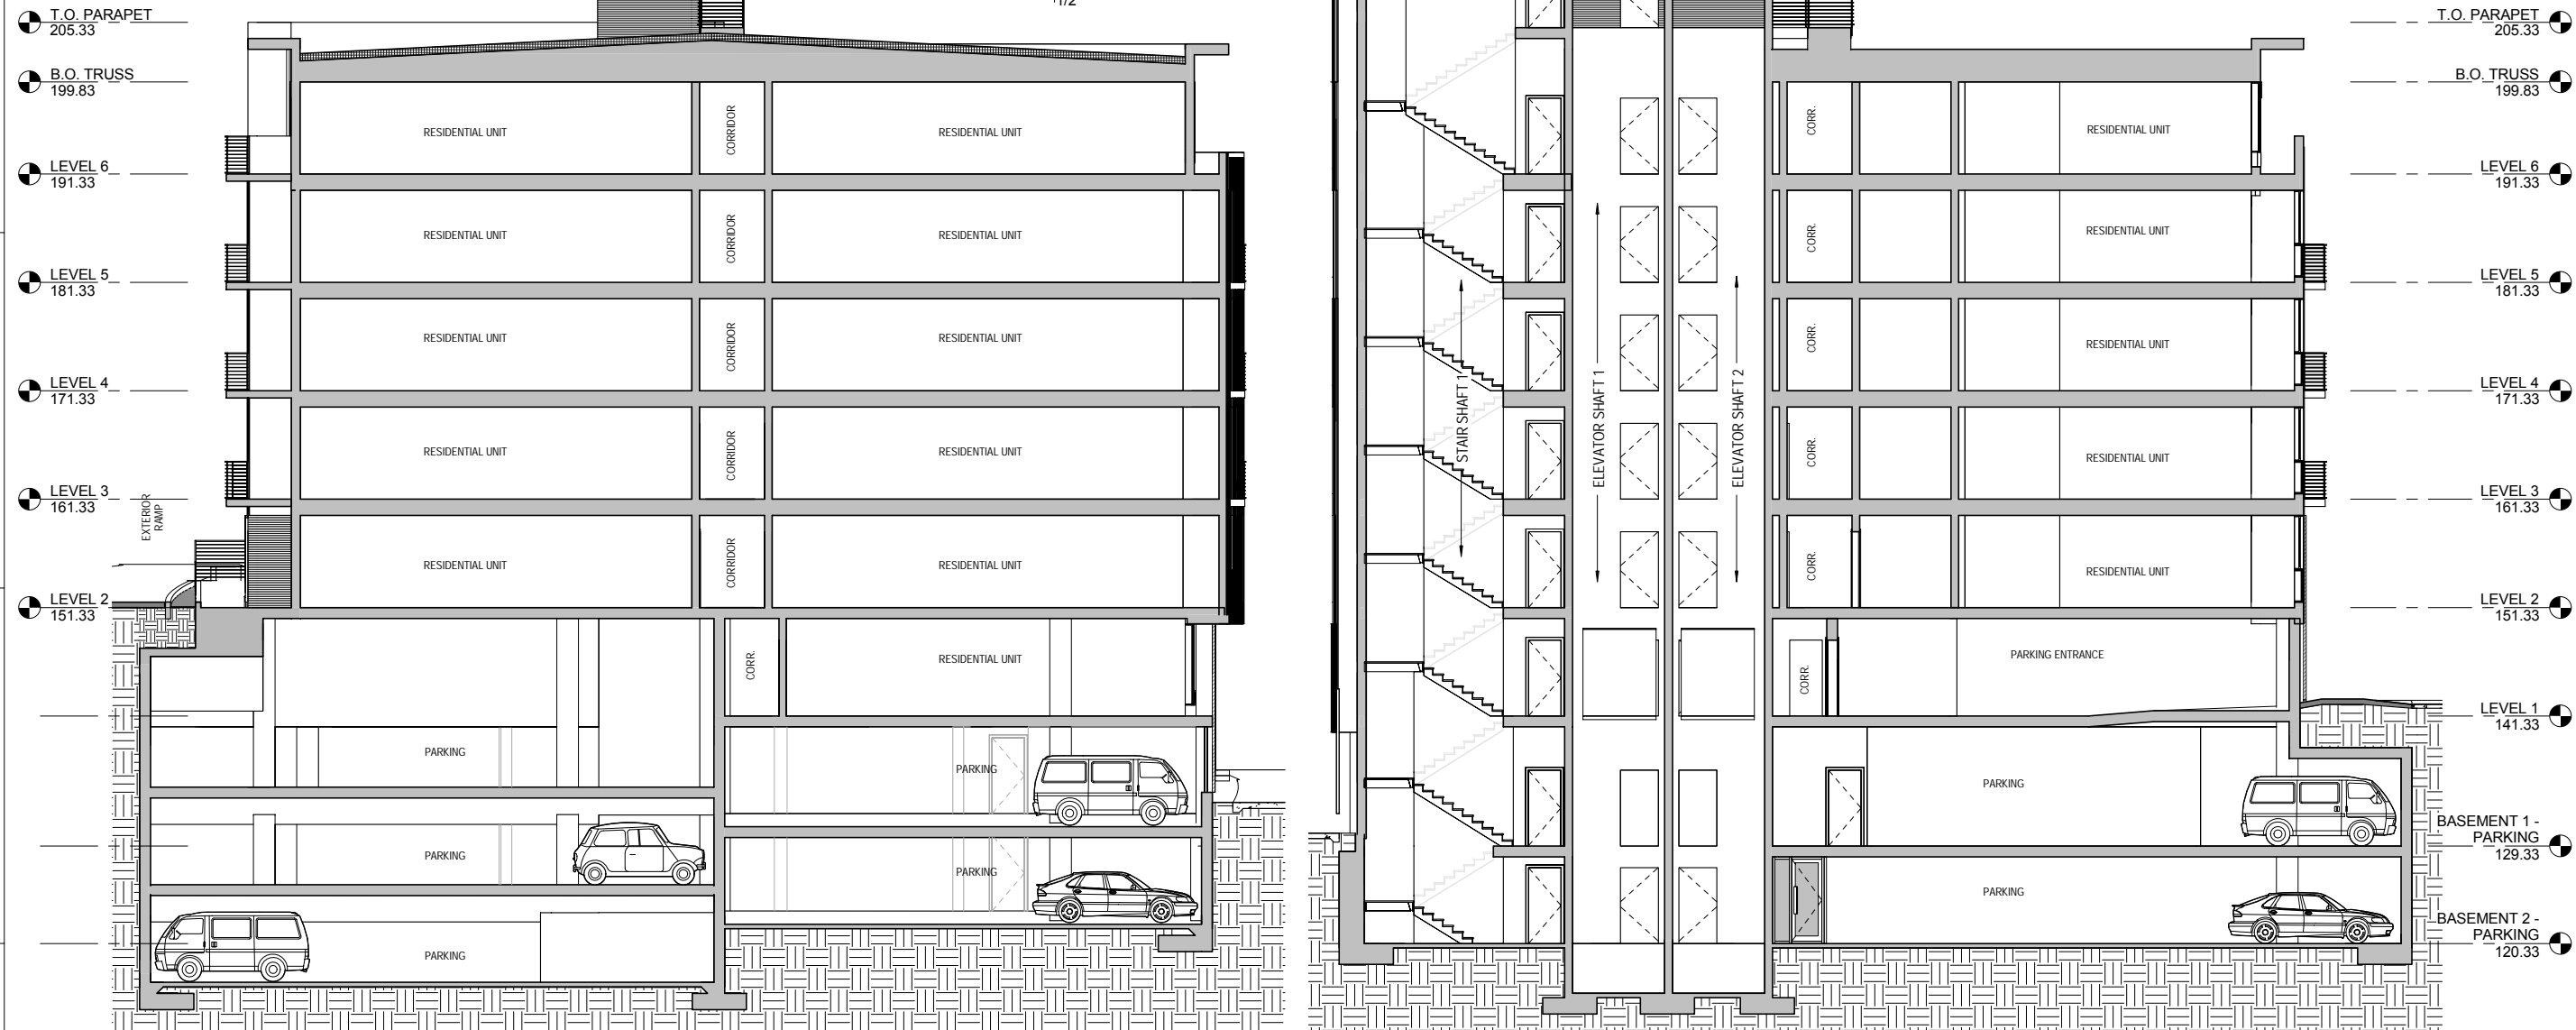 1/2
T.O. PARAPET
205.33
B.O. TRUSS
199.83
RESIDENTIAL UNIT
CORRIDOR
RESIDENTIAL UNIT
LEVEL 6
191.33
RESIDENTIAL UNIT
CORRIDOR
RESIDENTIAL UNIT
LEVEL 5
181.33
RESIDENTIAL UNIT
CORRIDOR
RESIDENTIAL UNIT
LEVEL 4
171.33
RESIDENTIAL UNIT
CORRIDOR
RESIDENTIAL UNIT
LEVEL 3
161.33
EXTERIOR
RAMP
RESIDENTIAL UNIT
CORRIDOR
RESIDENTIAL UNIT
LEVEL 2
151.33
CORR.
RESIDENTIAL UNIT
PARKING
PARKING
PARKING
PARKING
PARKING
STAIR SHAFT 1
ELEVATOR SHAFT 1
ELEVATOR SHAFT 2
T.O. PARAPET
205.33
B.O. TRUSS
199.83
CORR.
RESIDENTIAL UNIT
LEVEL 6
191.33
CORR.
RESIDENTIAL UNIT
LEVEL 5
181.33
CORR.
RESIDENTIAL UNIT
LEVEL 4
171.33
CORR.
RESIDENTIAL UNIT
LEVEL 3
161.33
CORR.
RESIDENTIAL UNIT
LEVEL 2
151.33
CORR.
PARKING ENTRANCE
LEVEL 1
141.33
PARKING
BASEMENT 1 -
PARKING
129.33
PARKING
BASEMENT 2 -
PARKING
120.33